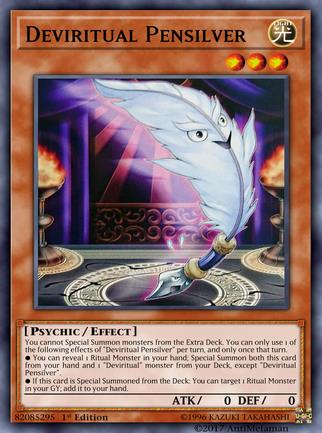 Deviritual Pensilver
LIGHT
光
[Psychic / Effect]
You cannot Special Summon monsters from the Extra Deck. You can only use 1 of
the following effects of "Deviritual Pensilver" per turn, and only once that turn.
● You can reveal 1 Ritual Monster in your hand; Special Summon both this card
from your hand and 1 "Deviritual" monster from your Deck, except "Deviritual
Pensilver".
● If this card is Special Summoned from the Deck: You can target 1 Ritual Monster
in your GY; add it to your hand.
ATK/ 0 DEF/ 0
82085295 1st Edition ©1996 KAZUKI TAKAHASHI
©2017 AntiMetaman